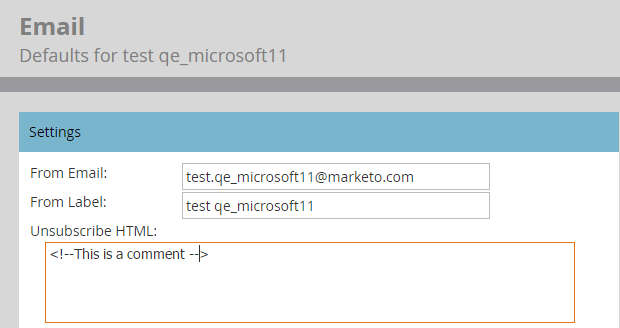 Email
Defaults for test qe_microsoft11
Settings
From Email: test.qe_microsoft11@marketo.com
From Label: test qe_microsoft11
Unsubscribe HTML:
<!--This is a comment -->